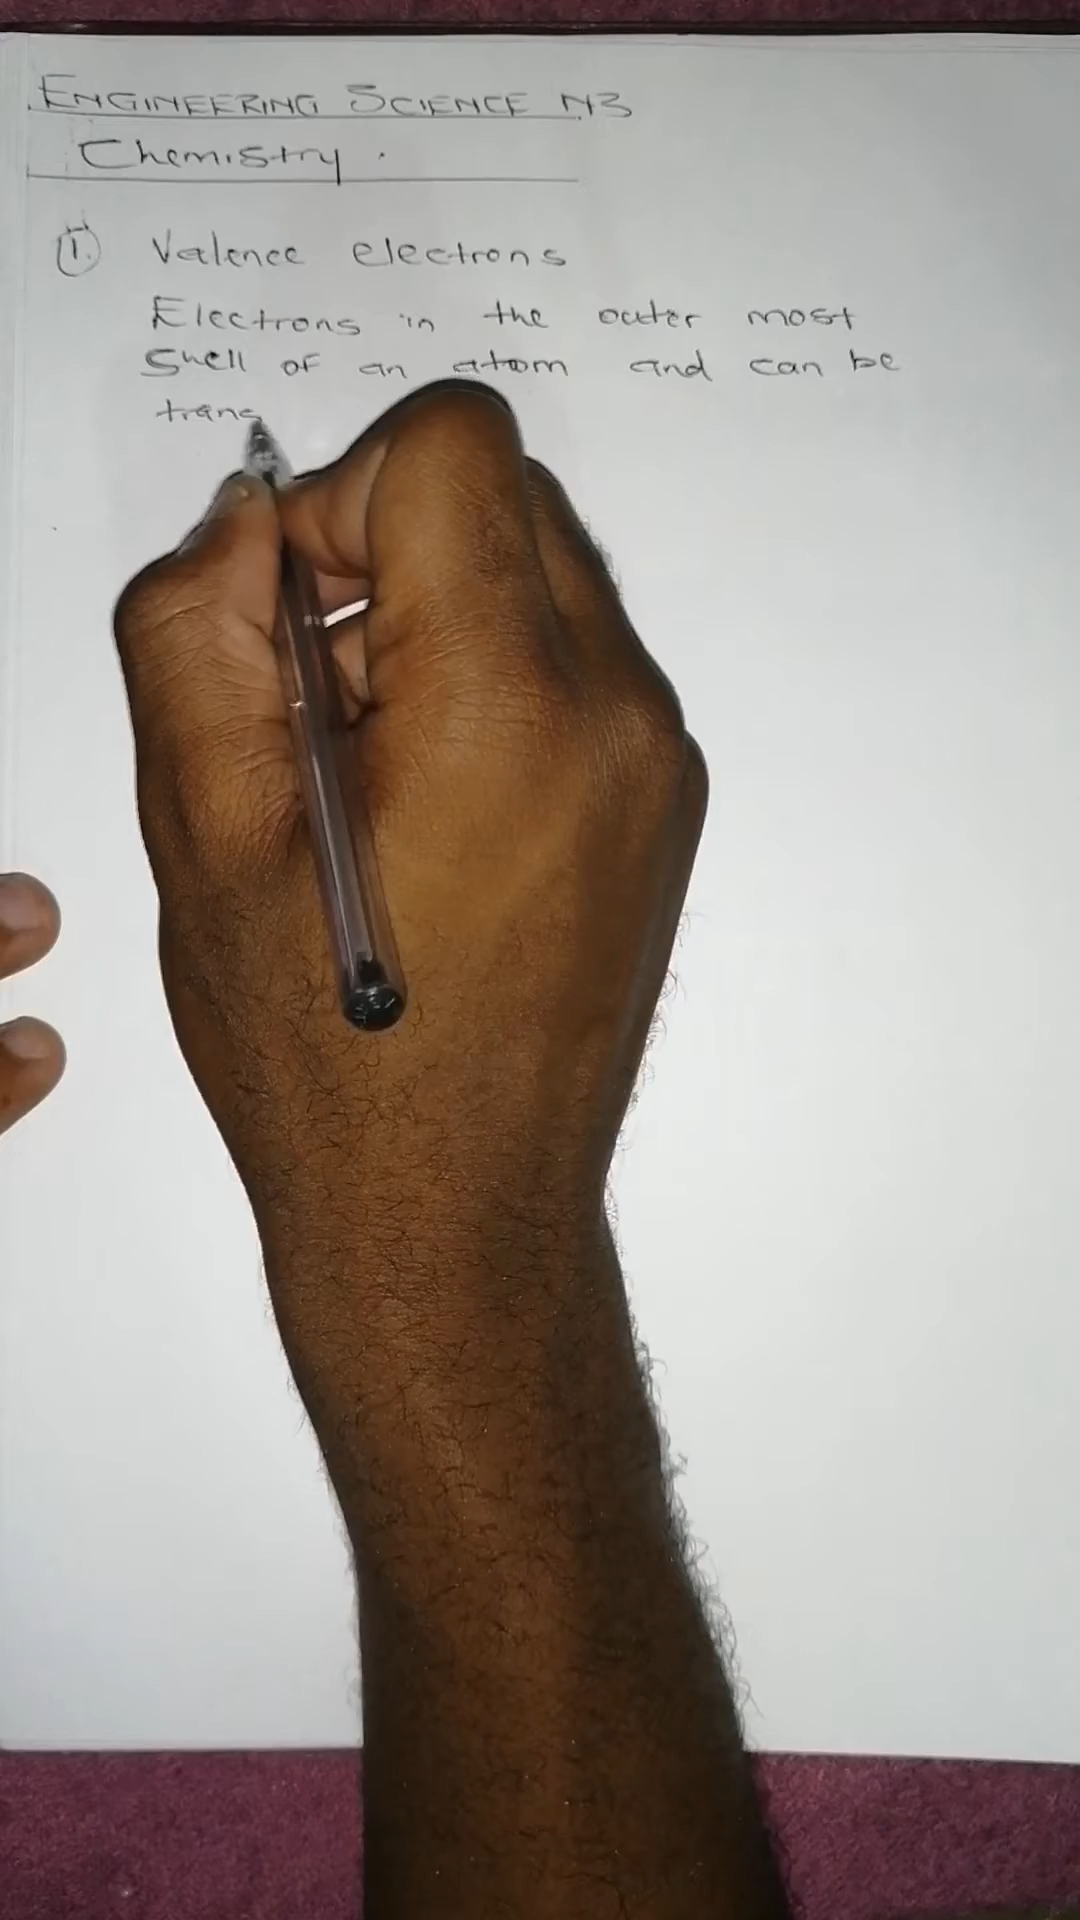 ENGINEERING SCIENCE N3
Chemistry.
1. Valence electrons
Electrons in the outer most
Shell of an atom and can be
trans